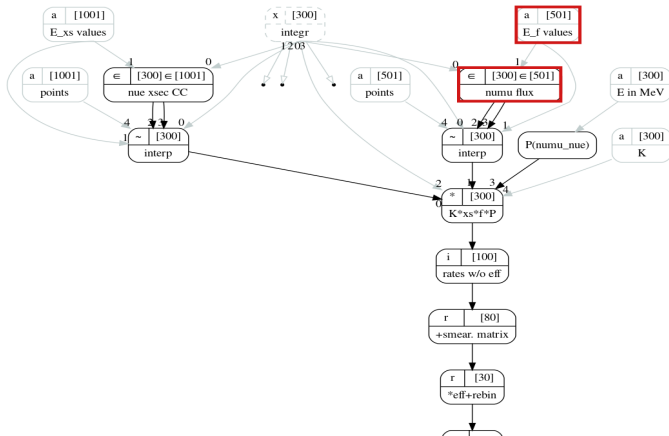 a [1001]
E_xs values
x [300]
integr
a [501]
E_f values
1 2 0 3
1
0
0
1
a [1001]
points
∈ [300]∈[1001]
nue xsec CC
a [501]
points
∈ [300]∈[501]
numu flux
a [300]
E in MeV
4
0
4
2
3
1
1
~ [300]
interp
~ [300]
interp
P(numu_nue)
a [300]
K
2
1
3
4
0
* [300]
K*xs*f*P
i [100]
rates w/o eff
r [80]
+smear. matrix
r [30]
*eff+rebin